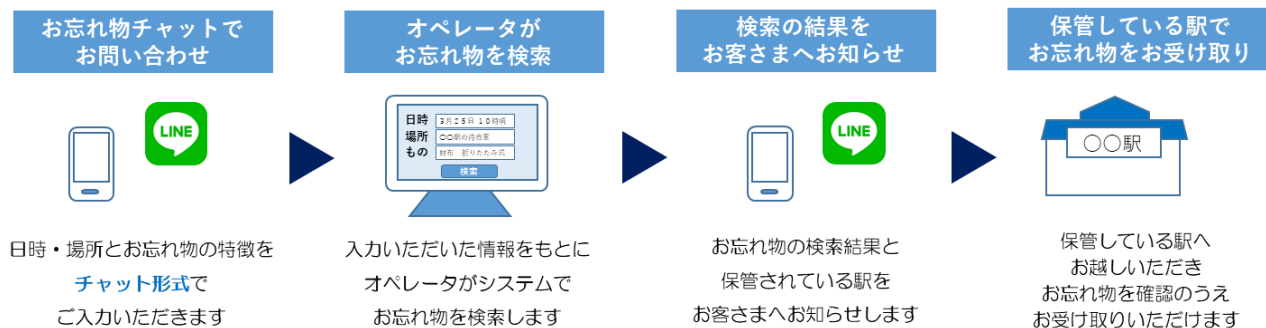 お忘れ物チャットで
お問い合わせ
LINE
日時・場所とお忘れ物の特徴を
チャット形式で
ご入力いただきます
オペレータが
お忘れ物を検索
日時 3月25日 10時頃
場所 〇〇駅の待合室
もの 財布 折りたたみ式
検索
入力いただいた情報をもとに
オペレータがシステムで
お忘れ物を検索します
検索の結果を
お客さまへお知らせ
LINE
お忘れ物の検索結果と
保管されている駅を
お客さまへお知らせします
保管している駅で
お忘れ物をお受け取り
〇〇駅
保管している駅へ
お越しいただき
お忘れ物を確認のうえ
お受け取りいただけます